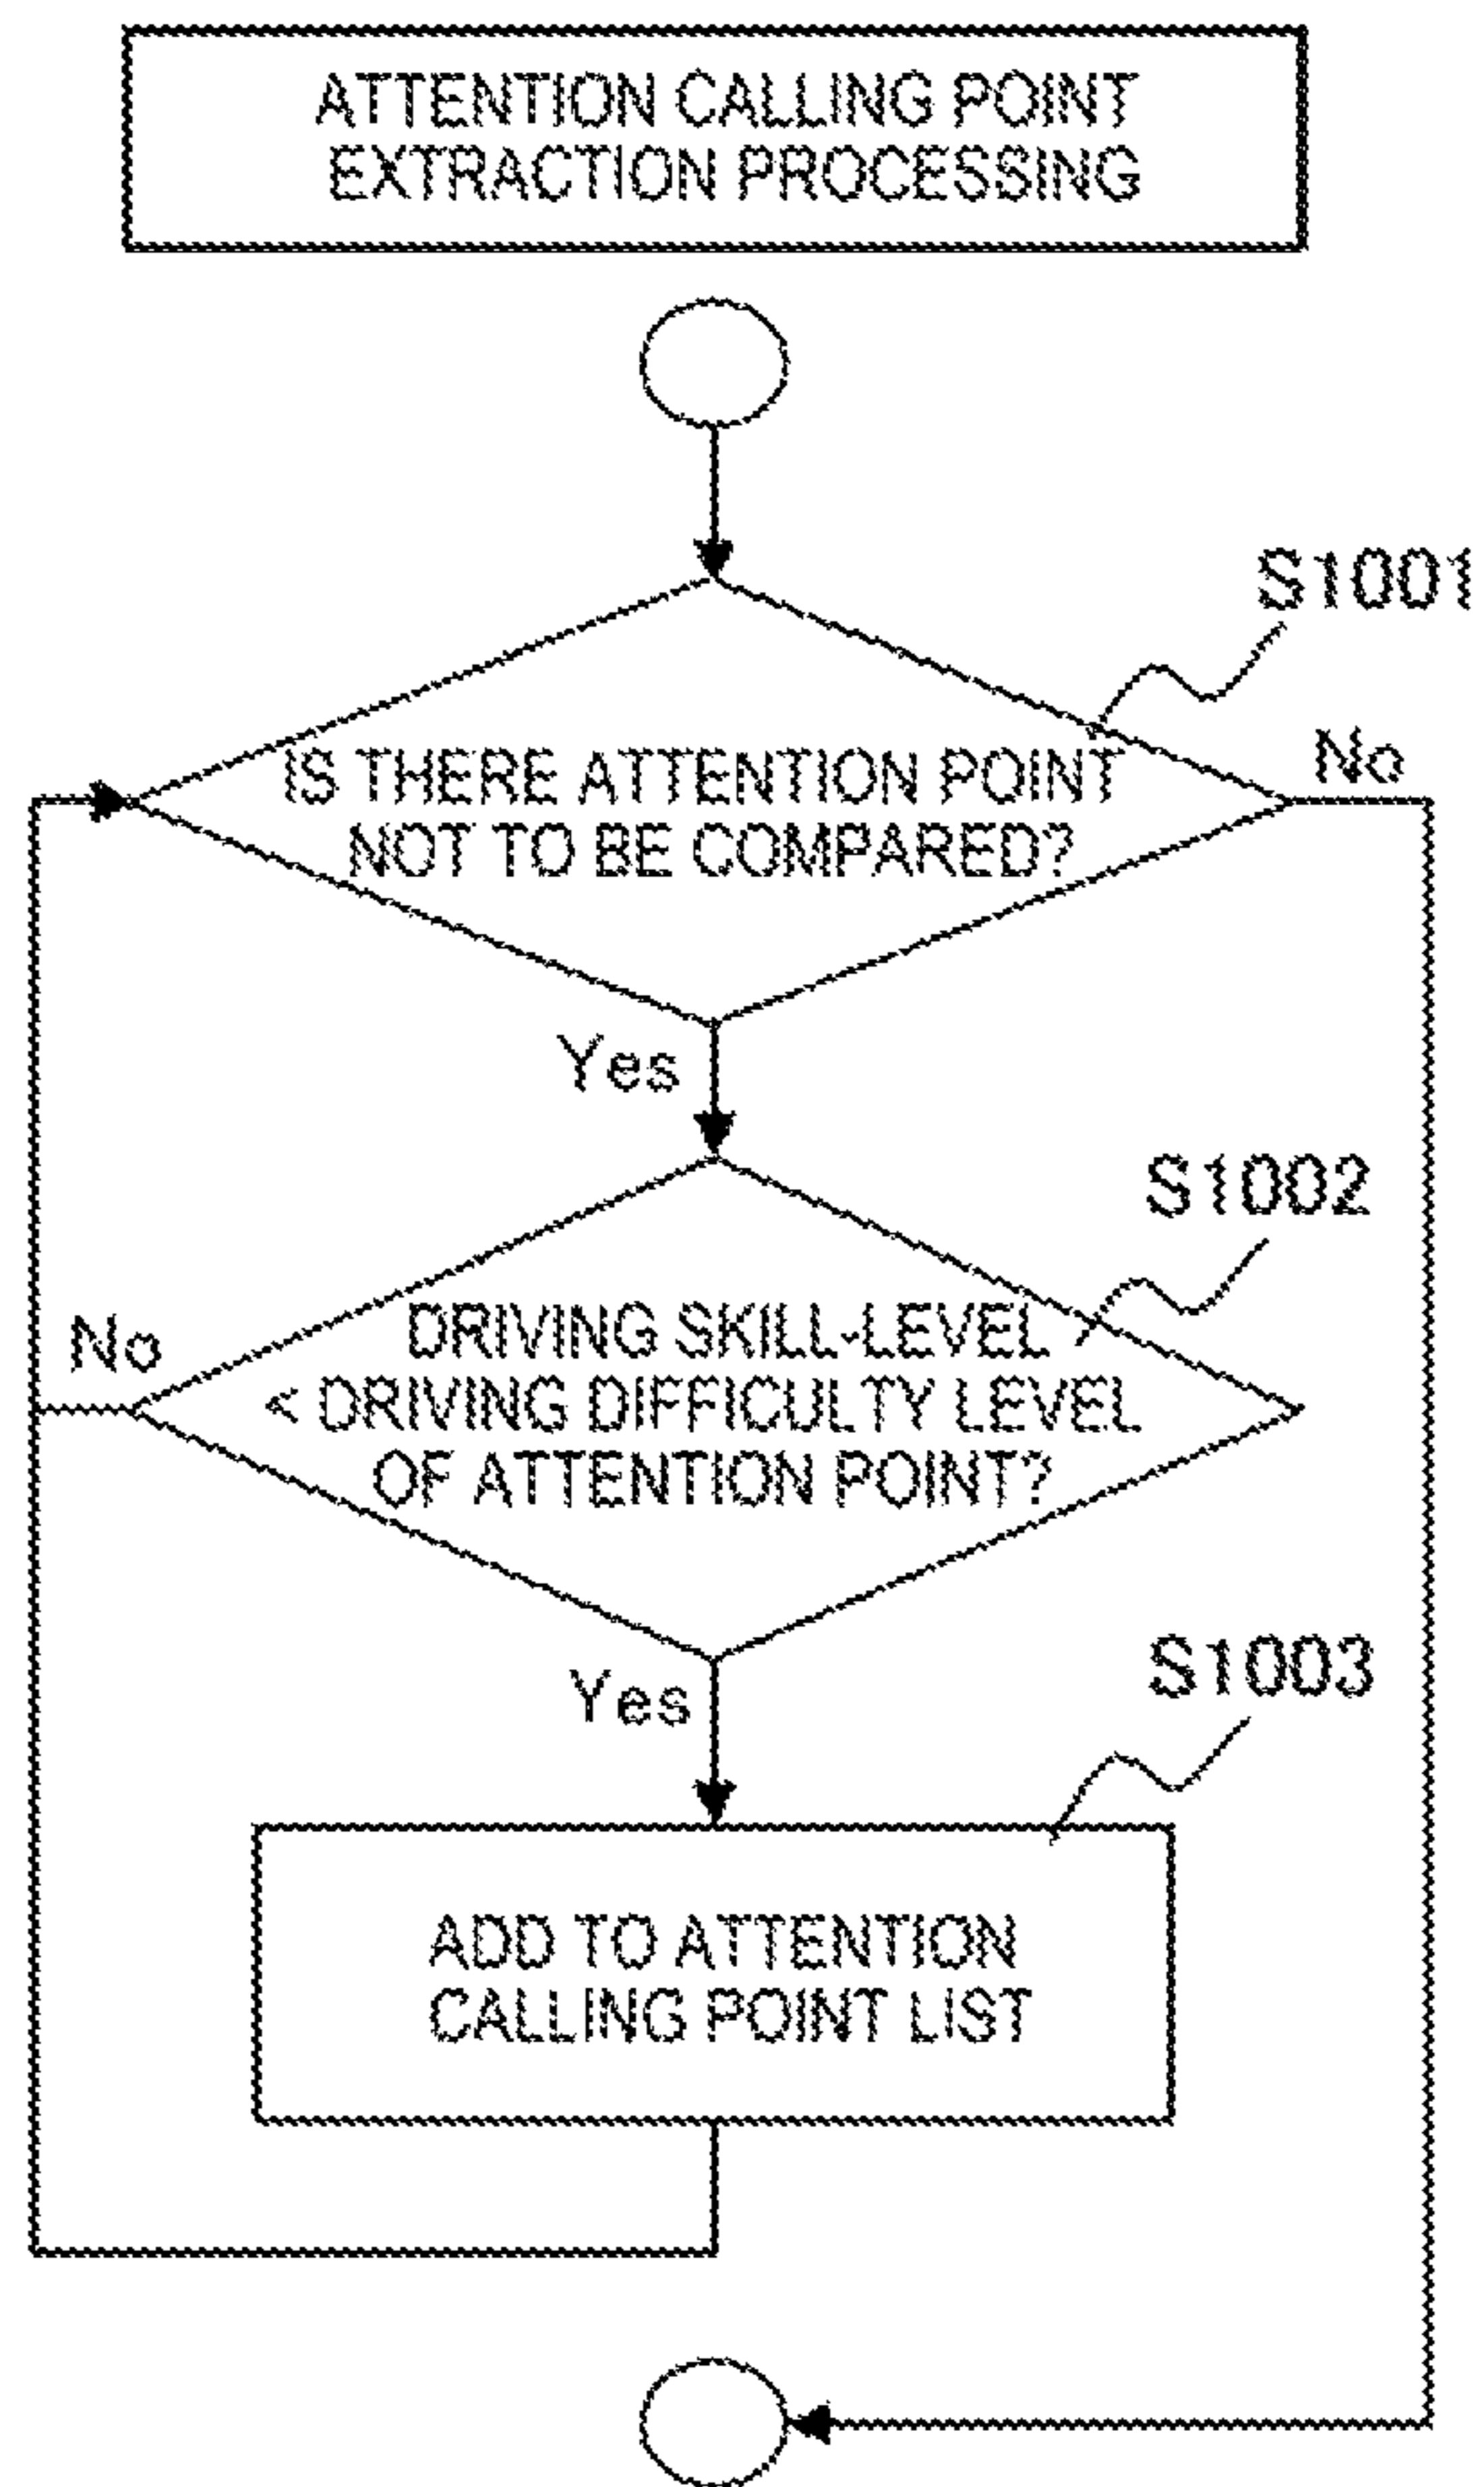 ATTENTION CALLING POINT
EXTRACTION PROCESSING
S1001
IS THERE ATTENTION POINT
NOT TO BE COMPARED?
No
Yes
S1002
DRIVING SKILL-LEVEL
< DRIVING DIFFICULTY LEVEL
OF ATTENTION POINT?
No
Yes
S1003
ADD TO ATTENTION
CALLING POINT LIST